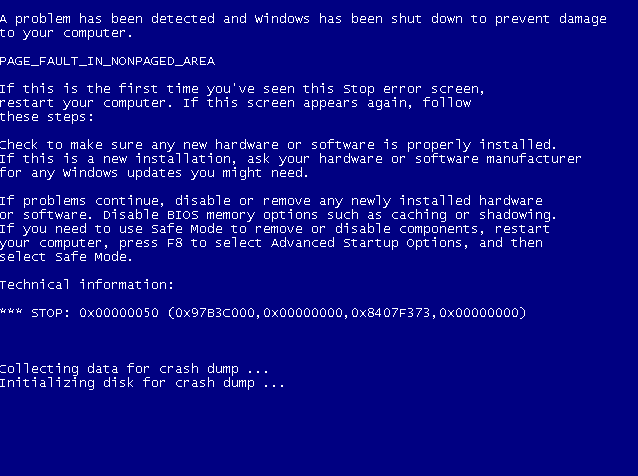 A problem has been detected and Windows has been shut down to prevent damage
to your computer.
PAGE_FAULT_IN_NONPAGED_AREA
If this is the first time you've seen this Stop error screen,
restart your computer. If this screen appears again, follow
these steps:
Check to make sure any new hardware or software is properly installed.
If this is a new installation, ask your hardware or software manufacturer
for any Windows updates you might need.
If problems continue, disable or remove any newly installed hardware
or software. Disable BIOS memory options such as caching or shadowing.
If you need to use Safe Mode to remove or disable components, restart
your computer, press F8 to select Advanced Startup Options, and then
select Safe Mode.
Technical information:
*** STOP: 0x00000050 (0x97B3C000,0x00000000,0x8407F373,0x00000000)
Collecting data for crash dump ...
Initializing disk for crash dump ...